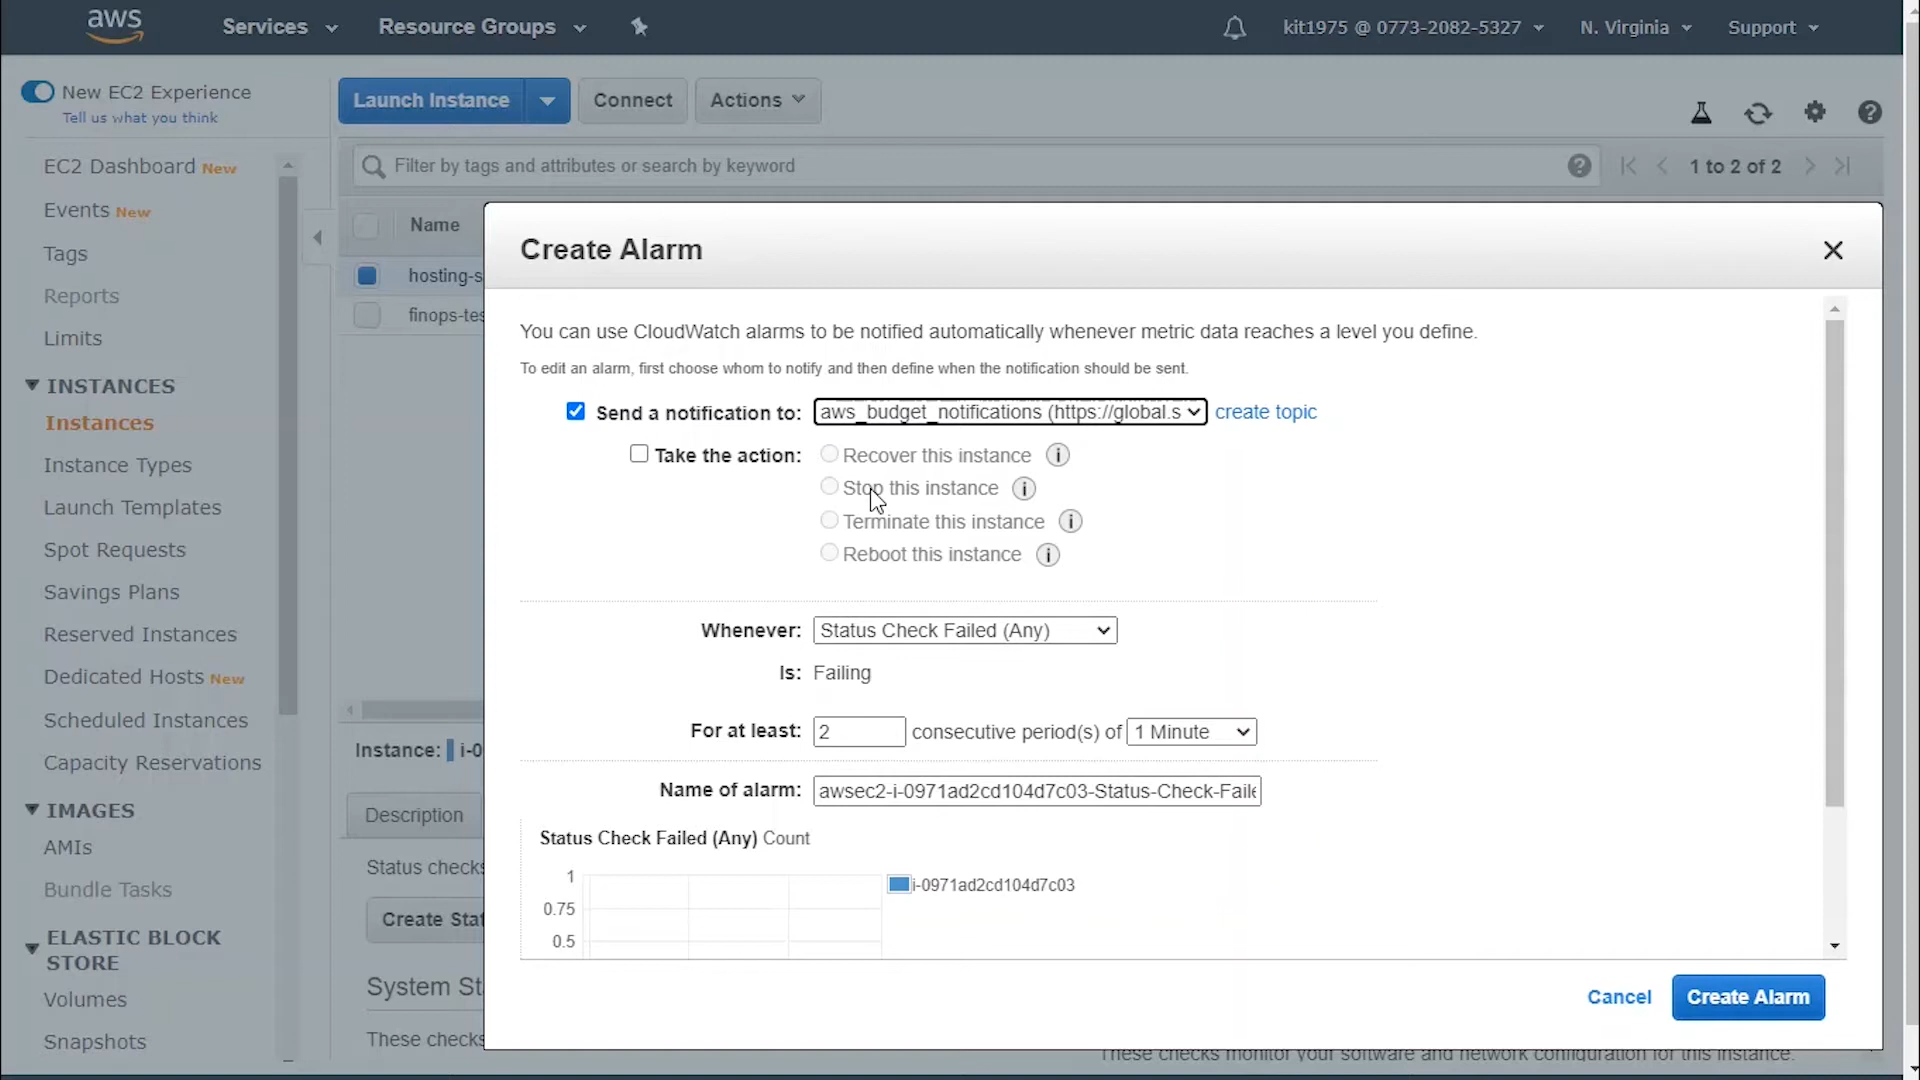 aws
Services
Resource Groups
kit1975 @ 0773-2082-5327
N. Virginia
Support
New EC2 Experience
Tell us what you think
Launch Instance
Connect
Actions
EC2 Dashboard New
Events New
Tags
Reports
Limits
INSTANCES
Instances
Instance Types
Launch Templates
Spot Requests
Savings Plans
Reserved Instances
Dedicated Hosts New
Scheduled Instances
Capacity Reservations
IMAGES
AMIs
Bundle Tasks
ELASTIC BLOCK
STORE
Volumes
Snapshots
Filter by tags and attributes or search by keyword
1 to 2 of 2
Name
hosting-s
finops-tes
Instance: i-0
Description
Status checks
Create Stat
System St
These checks
Create Alarm
You can use CloudWatch alarms to be notified automatically whenever metric data reaches a level you define.
To edit an alarm, first choose whom to notify and then define when the notification should be sent.
Send a notification to: aws_budget_notifications (https://global.s create topic
Take the action: Recover this instance
Stop this instance
Terminate this instance
Reboot this instance
Whenever: Status Check Failed (Any)
Is: Failing
For at least: 2 consecutive period(s) of 1 Minute
Name of alarm: awsec2-i-0971ad2cd104d7c03-Status-Check-Faile
Status Check Failed (Any) Count
1
0.75
0.5
i-0971ad2cd104d7c03
Cancel
Create Alarm
These checks monitor your software and network configuration for this instance.